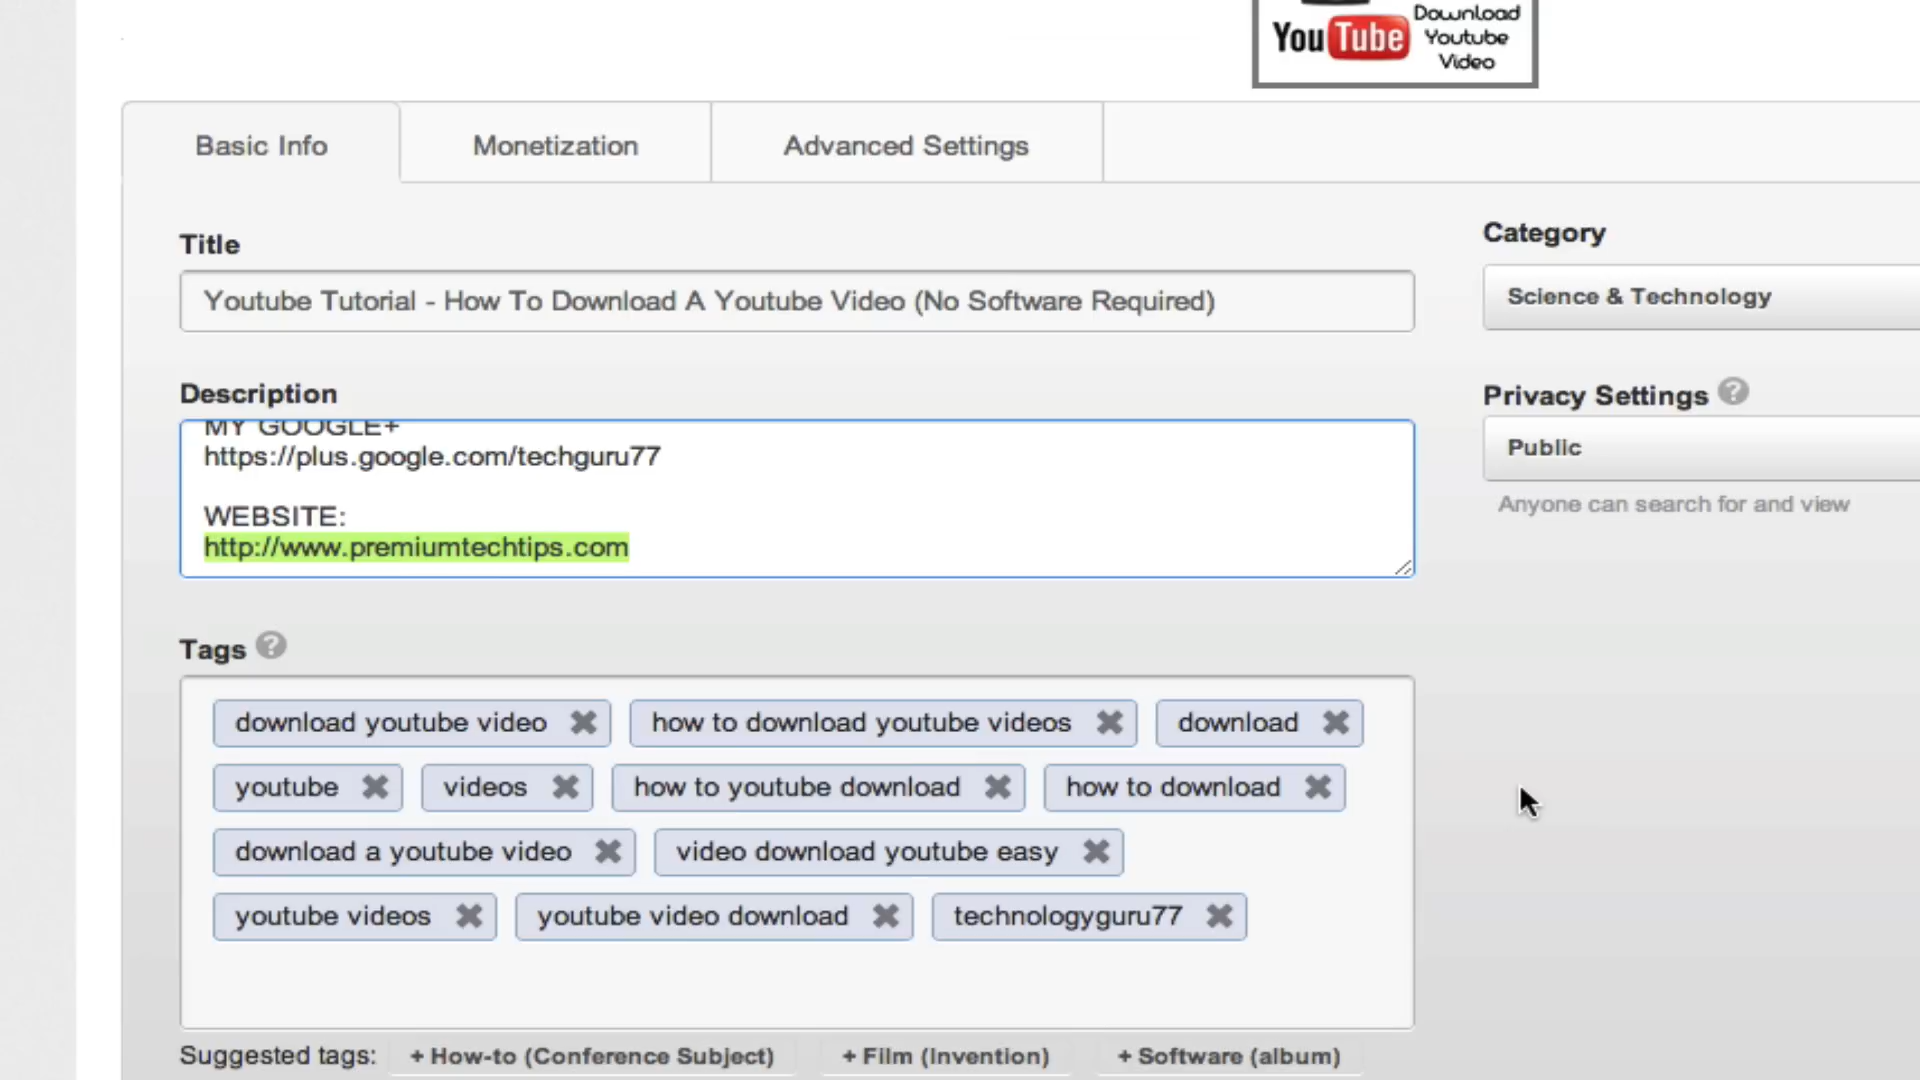 YouTube
Download
Youtube
Video
Basic Info
Monetization
Advanced Settings
Title
Youtube Tutorial - How To Download A Youtube Video (No Software Required)
Description
MY GOOGLE+
https://plus.google.com/techguru77
WEBSITE:
http://www.premiumtechtips.com
Category
Science & Technology
Privacy Settings ?
Public
Anyone can search for and view
Tags ?
download youtube video ✖ how to download youtube videos ✖ download ✖
youtube ✖ videos ✖ how to youtube download ✖ how to download ✖
download a youtube video ✖ video download youtube easy ✖
youtube videos ✖ youtube video download ✖ technologyguru77 ✖
Suggested tags: + How-to (Conference Subject) + Film (Invention) + Software (album)